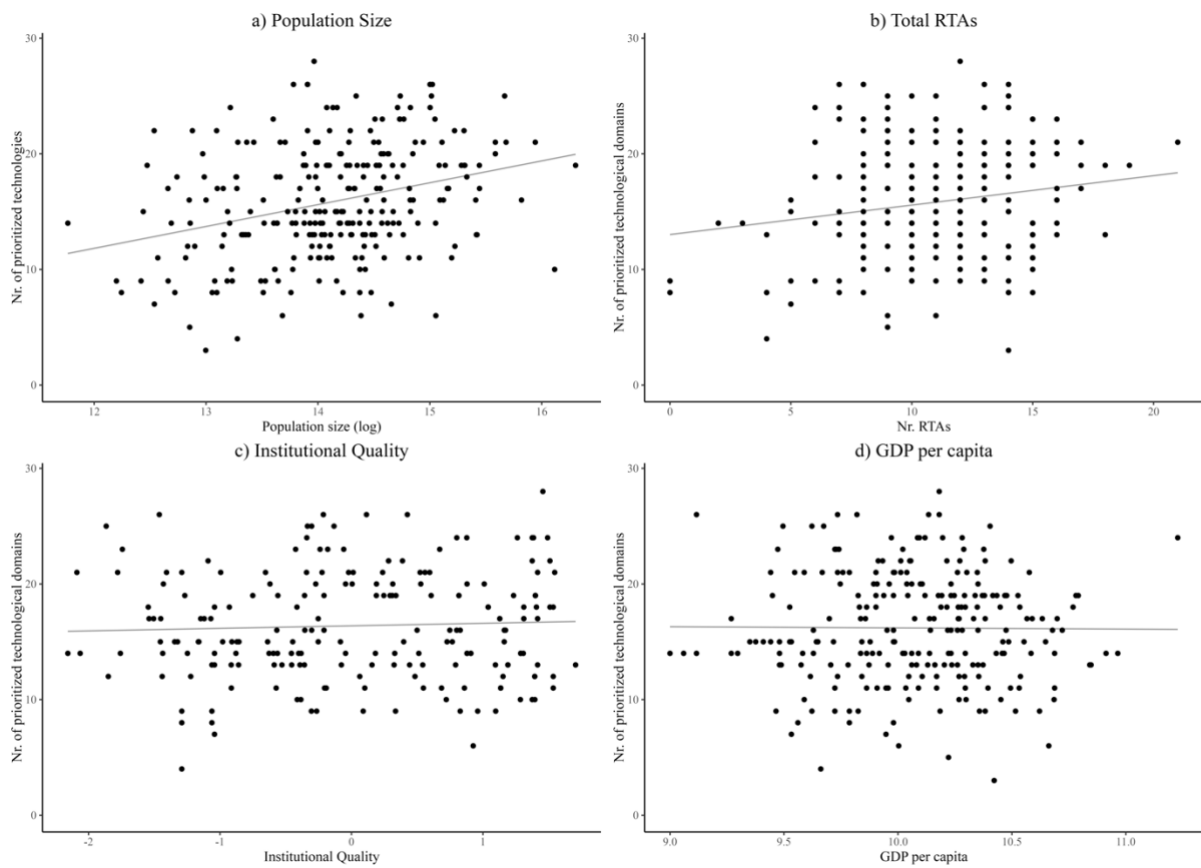 a) Population Size
30
20
10
0
Nr. of prioritized technologies
12 13 14 15 16
Population size (log)
b) Total RTAs
30
20
10
0
Nr. of prioritized technological domains
0 5 10 15 20
Nr. RTAs
c) Institutional Quality
30
20
10
0
Nr. of prioritized technological domains
-2 -1 0 1
Institutional Quality
d) GDP per capita
30
20
10
0
Nr. of prioritized technological domains
9.0 9.5 10.0 10.5 11.0
GDP per capita